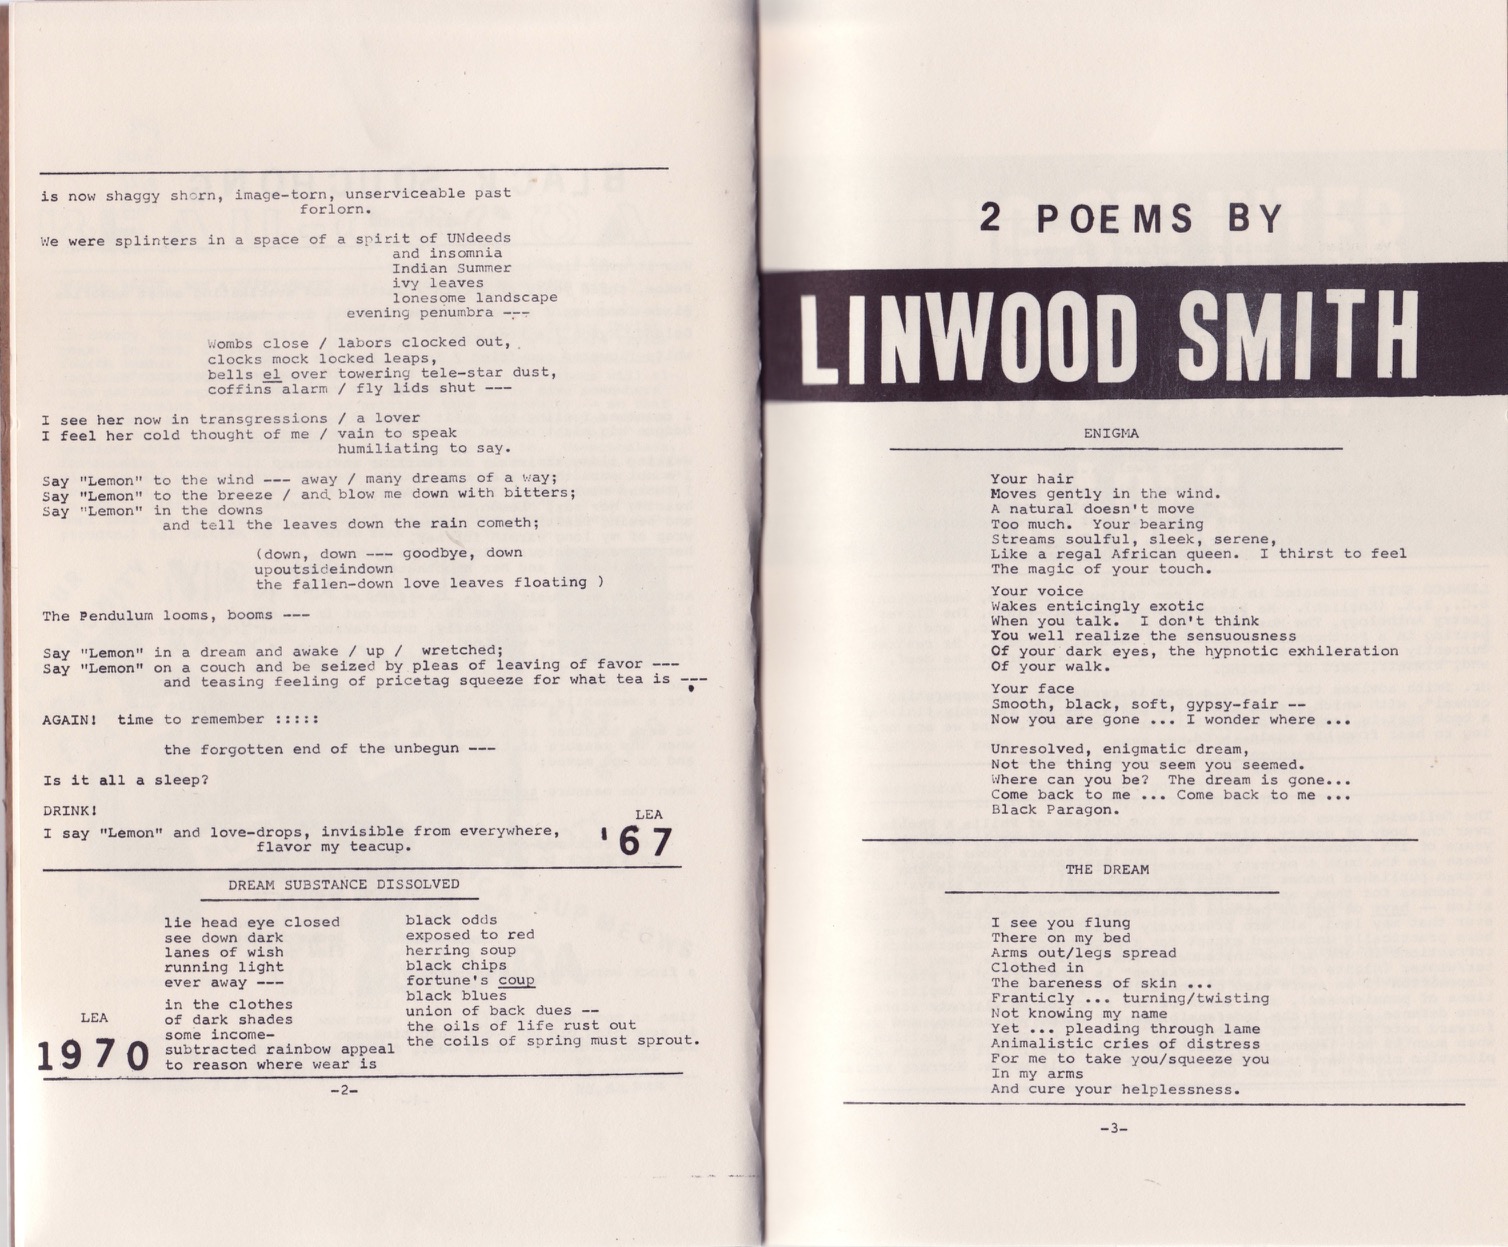 is now shaggy shorn, image-torn, unserviceable past
forlorn.
We were splinters in a space of a spirit of UNdeeds
and insomnia
Indian Summer
ivy leaves
lonesome landscape
evening penumbra ---
Wombs close / labors clocked out,
clocks mock locked leaps,
bells el over towering tele-star dust,
coffins alarm / fly lids shut ---
I see her now in transgressions / a lover
I feel her cold thought of me / vain to speak
humiliating to say.
Say "Lemon" to the wind --- away / many dreams of a way;
Say "Lemon" to the breeze / and blow me down with bitters;
Say "Lemon" in the downs
and tell the leaves down the rain cometh;
(down, down --- goodbye, down
upoutsideindown
the fallen-down love leaves floating )
The Pendulum looms, booms ---
Say "Lemon" in a dream and awake / up / wretched;
Say "Lemon" on a couch and be seized by pleas of leaving of favor ---
and teasing feeling of pricetag squeeze for what tea is ---
AGAIN! time to remember :::::
the forgotten end of the unbegun ---
Is it all a sleep?
DRINK!
I say "Lemon" and love-drops, invisible from everywhere,
flavor my teacup.
LEA
'67
DREAM SUBSTANCE DISSOLVED
lie head eye closed
see down dark
lanes of wish
running light
ever away ---
in the clothes
of dark shades
some income-
subtracted rainbow appeal
to reason where wear is
black odds
exposed to red
herring soup
black chips
fortune's coup
black blues
union of back dues --
the oils of life rust out
the coils of spring must sprout.
LEA
1970
-2-
2 POEMS BY
LINWOOD SMITH
ENIGMA
Your hair
Moves gently in the wind.
A natural doesn't move
Too much. Your bearing
Streams soulful, sleek, serene,
Like a regal African queen. I thirst to feel
The magic of your touch.
Your voice
Wakes enticingly exotic
When you talk. I don't think
You well realize the sensuousness
Of your dark eyes, the hypnotic exhileration
Of your walk.
Your face
Smooth, black, soft, gypsy-fair --
Now you are gone ... I wonder where ...
Unresolved, enigmatic dream,
Not the thing you seem you seemed.
Where can you be? The dream is gone...
Come back to me ... Come back to me ...
Black Paragon.
THE DREAM
I see you flung
There on my bed
Arms out/legs spread
Clothed in
The bareness of skin ...
Franticly ... turning/twisting
Not knowing my name
Yet ... pleading through lame
Animalistic cries of distress
For me to take you/squeeze you
In my arms
And cure your helplessness.
-3-